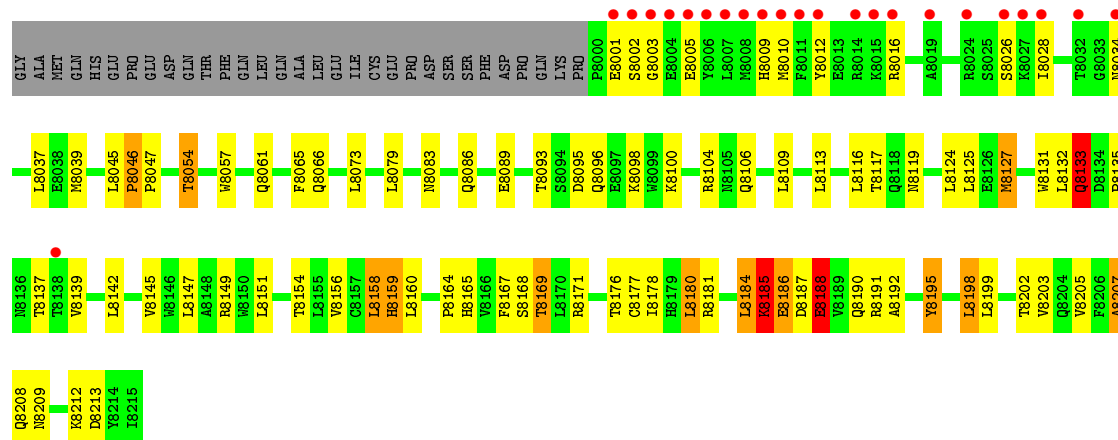 GLY ALA MET GLN HIS GLU PRO GLU ASP GLN THR PHE GLN LEU GLN ALA LEU GLU ILE CYS GLU PRO ASP SER SER PHE ASP PRO GLN LYS PRO P8000 E8001 S8002 G8003 E8004 E8005 Y8006 L8007 M8008 H8009 M8010 F8011 Y8012 E8013 R8014 K8015 R8016 A8019 R8024 S8025 S8026 K8027 I8028 T8032 G8033 N8034
L8037 E8038 M8039 L8045 P8046 P8047 T8054 W8057 Q8061 F8065 Q8066 L8073 L8079 N8083 Q8086 E8089 T8093 S8094 D8095 Q8096 E8097 K8098 W8099 K8100 R8104 N8105 Q8106 L8109 L8113 L8116 T8117 Q8118 N8119 L8124 L8125 E8126 M8127 W8131 L8132 Q8133 D8134 P8135
N8136 T8137 T8138 V8139 L8142 V8145 W8146 L8147 A8148 R8149 W8150 L8151 T8154 L8155 V8156 C8157 L8158 H8159 L8160 P8164 H8165 V8166 F8167 S8168 T8169 L8170 R8171 T8176 C8177 I8178 H8179 L8180 R8181 L8184 K8185 E8186 D8187 E8188 V8189 Q8190 R8191 A8192 Y8195 L8198 L8199 T8202 V8203 Q8204 V8205 F8206 A8207
Q8208 N8209 K8212 D8213 Y8214 I8215